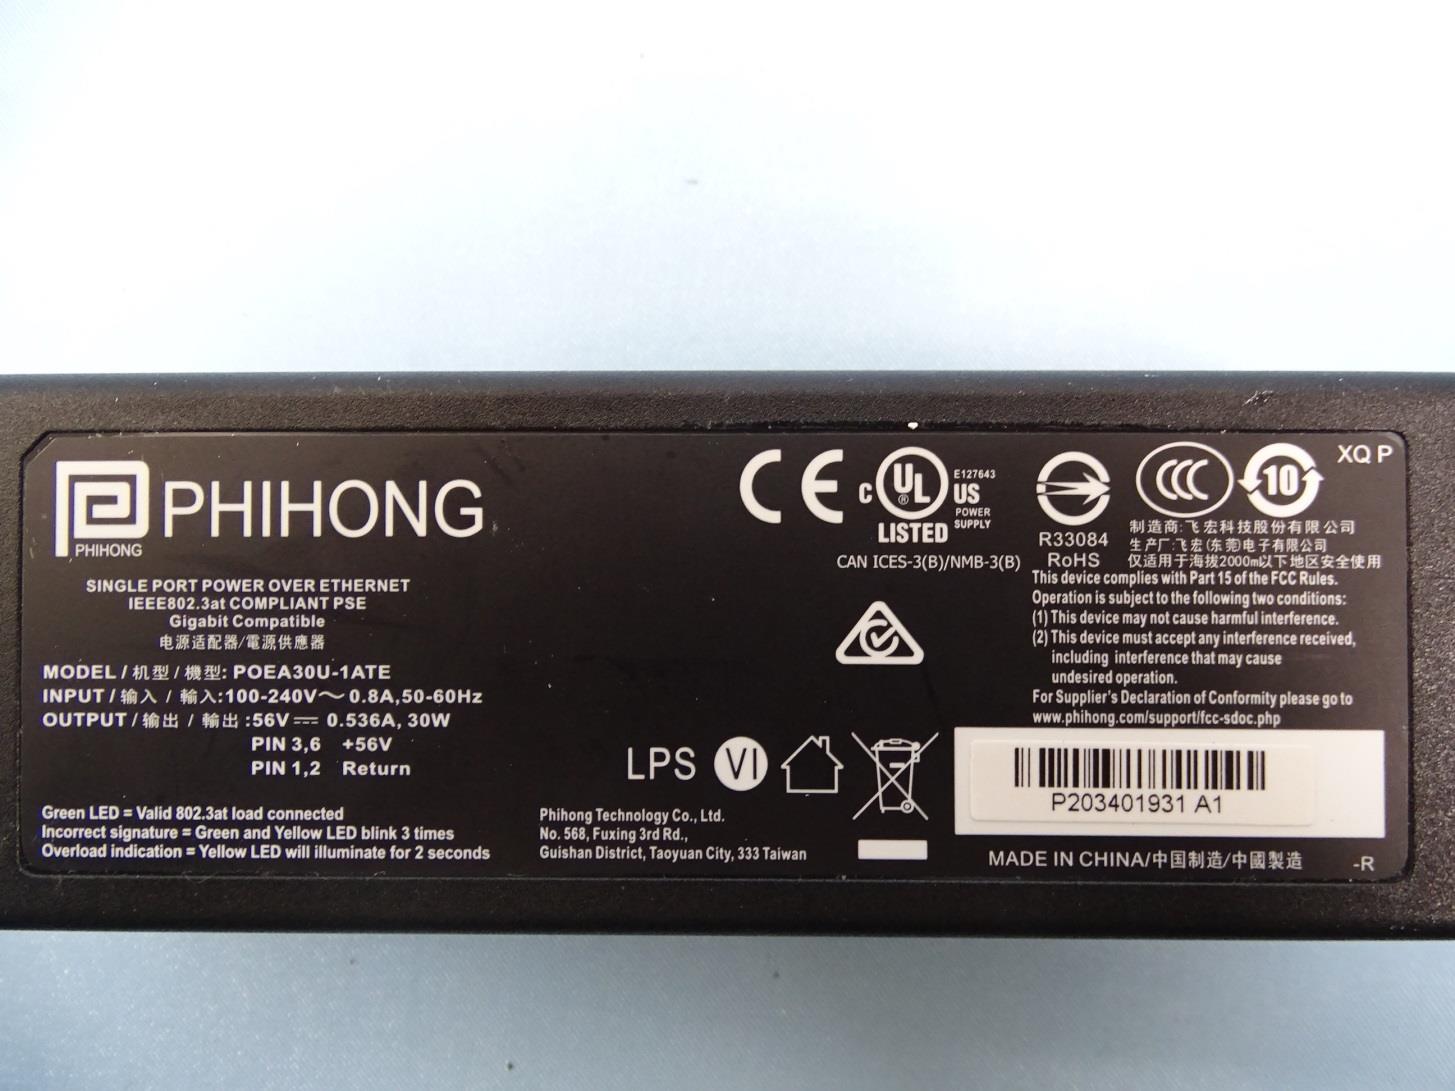 PHIHONG
PHIHONG
SINGLE PORT POWER OVER ETHERNET
IEEE802.3at COMPLIANT PSE
Gigabit Compatible
电源适配器/電源供應器
MODEL / 机型 / 機型: POEA30U-1ATE
INPUT / 输入 / 輸入:100-240V～ 0.8A,50-60Hz
OUTPUT / 输出 / 輸出 :56V⎓ 0.536A, 30W
PIN 3,6 +56V
PIN 1,2 Return
Green LED = Valid 802.3at load connected
Incorrect signature = Green and Yellow LED blink 3 times
Overload indication = Yellow LED will illuminate for 2 seconds
CE
C UL ® US
LISTED
E127643
POWER
SUPPLY
CAN ICES-3(B)/NMB-3(B)
R33084
RoHS
CCC
10
XQ P
制造商: 飞宏科技股份有限公司
生产厂: 飞宏(东莞)电子有限公司
仅适用于海拔2000m以下地区安全使用
This device complies with Part 15 of the FCC Rules.
Operation is subject to the following two conditions:
(1) This device may not cause harmful interference.
(2) This device must accept any interference received,
including interference that may cause
undesired operation.
For Supplier's Declaration of Conformity please go to
www.phihong.com/support/fcc-sdoc.php
LPS VI
Phihong Technology Co., Ltd.
No. 568, Fuxing 3rd Rd.,
Guishan District, Taoyuan City, 333 Taiwan
P203401931 A1
MADE IN CHINA/中国制造/中國製造
-R